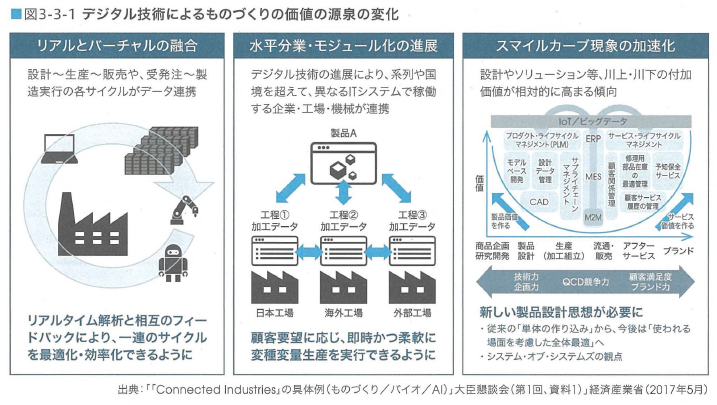 ■図3-3-1 デジタル技術によるものづくりの価値の源泉の変化
リアルとバーチャルの融合
設計～生産～販売や、受発注～製
造実行の各サイクルがデータ連携
リアルタイム解析と相互のフィー
ドバックにより、一連のサイクル
を最適化・効率化できるように
水平分業・モジュール化の進展
デジタル技術の進展により、系列や国
境を超えて、異なるITシステムで稼働
する企業・工場・機械が連携
製品A
工程① 工程② 工程③
加工データ 加工データ 加工データ
日本工場 海外工場 外部工場
顧客要望に応じ、即時かつ柔軟に
変種変量生産を実行できるように
スマイルカーブ現象の加速化
設計やソリューション等、川上・川下の付加
価値が相対的に高まる傾向
IoT／ビッグデータ
プロダクト・ライフサイクル
マネジメント(PLM)
ERP
サービス・ライフサイクル
マネジメント
モデル
ベース
開発
設計
データ
管理
CAD
サプライチェーン
マネジメント
MES
M2M
顧客関係管理
修理用
部品在庫
の
最適管理
予知保全
サービス
顧客サービス
履歴の管理
価値
製品価値
を作る
サービス
価値を作る
商品企画 製品 生産 流通・ アフター ブランド
研究開発 設計 (加工組立) 販売 サービス
技術力
企画力
QCD競争力
顧客満足度
ブランド力
新しい製品設計思想が必要に
・従来の「単体の作り込み」から、今後は「使われる
場面を考慮した全体最適」へ
・システム・オブ・システムズの観点
出典：「「Connected Industries」の具体例（ものづくり／バイオ／AI）」大臣懇談会（第1回、資料1）」経済産業省（2017年5月）